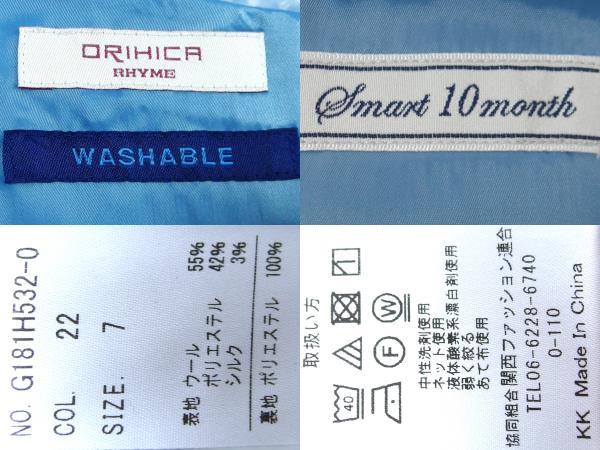 ORIHICA
RHYME
WASHABLE
Smart 10month
NO. G181H532-0
COL. 22
SIZE. 7
表地 ウール 55%
ポリエステル 42%
シルク 3%
裏地 ポリエステル 100%
取扱い方
40
F
W
中性洗剤使用
ネット使用
液体酸素系漂白剤使用
弱く絞る
あて布使用
協同組合関西ファッション連合
TEL06-6228-6740
0-110
KK Made In China